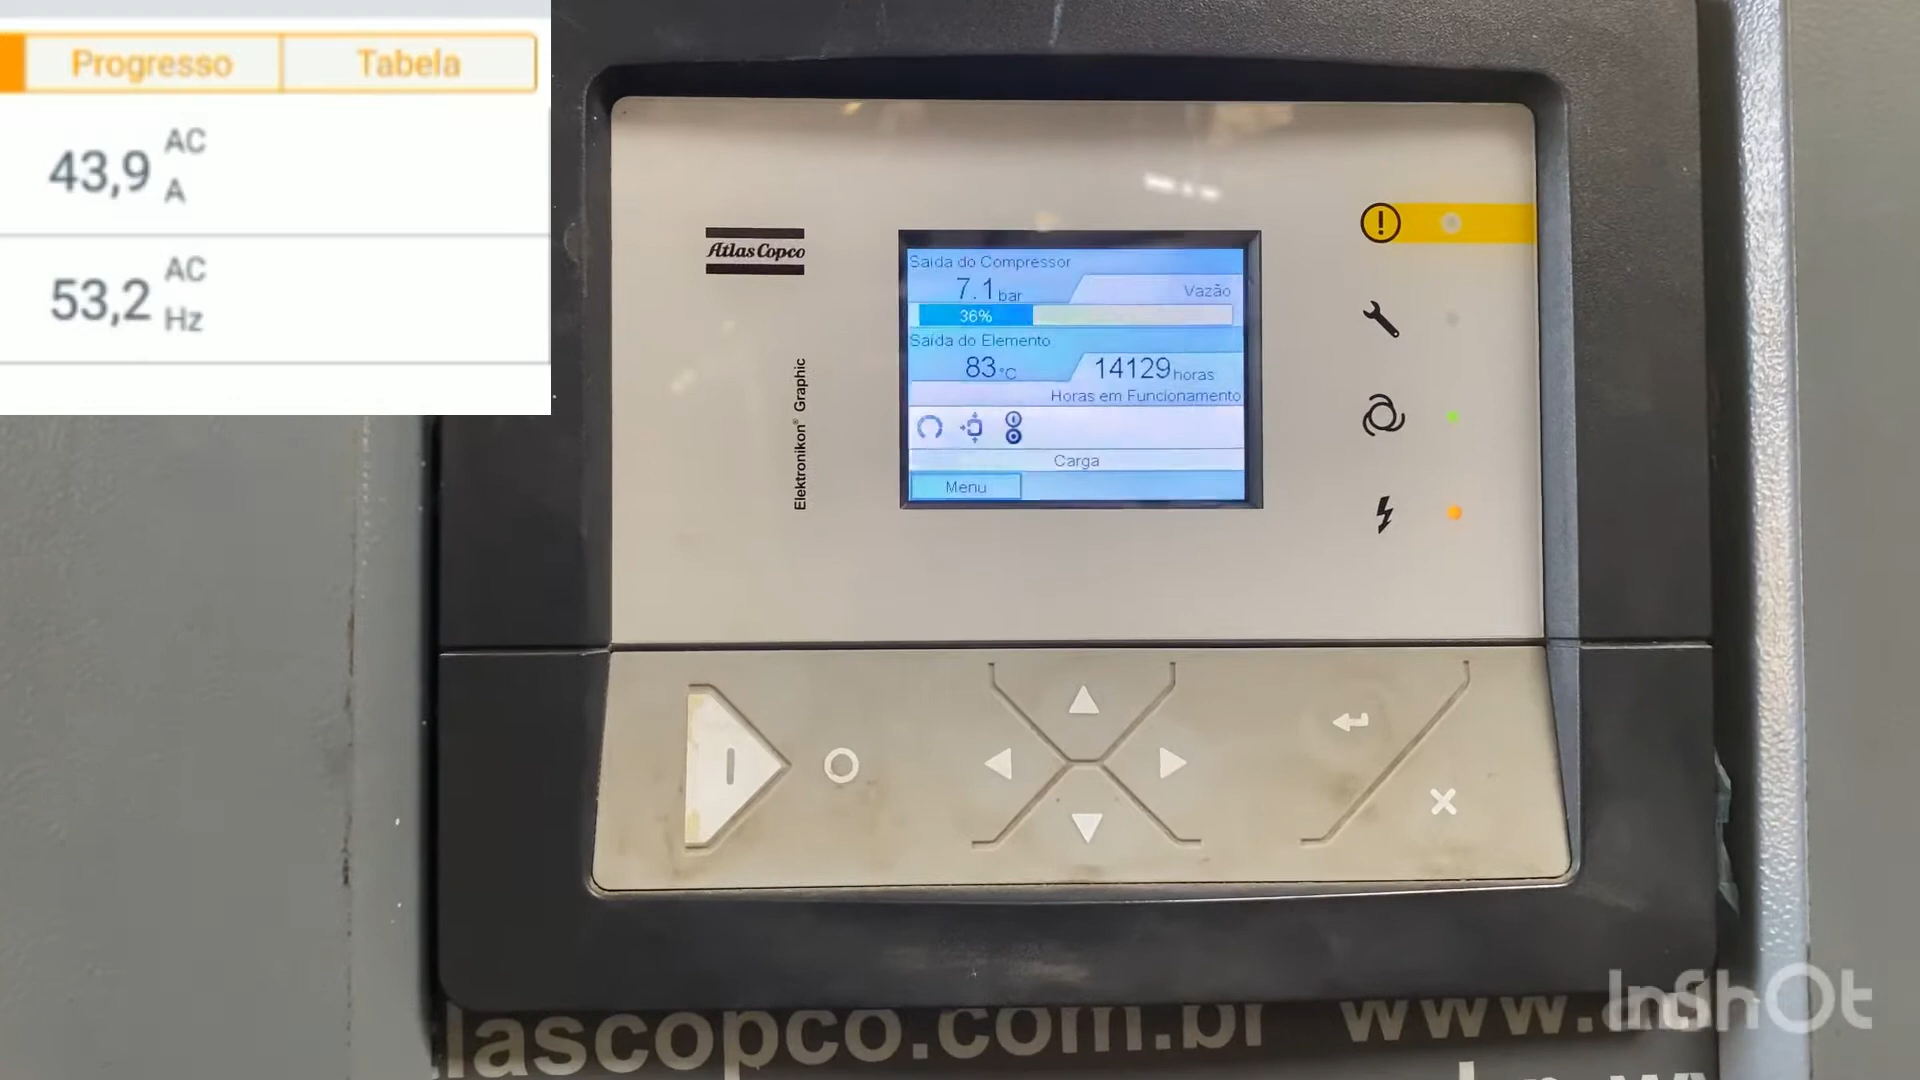 Progresso Tabela
43,9 AC A
53,2 AC Hz
Atlas Copco
Elektronikon® Graphic
Saída do Compressor
7.1 bar Vazão
36%
Saída do Elemento
83 °C 14129 horas
Horas em Funcionamento
Carga
Menu
lascopco.com.br www.a
InShOt